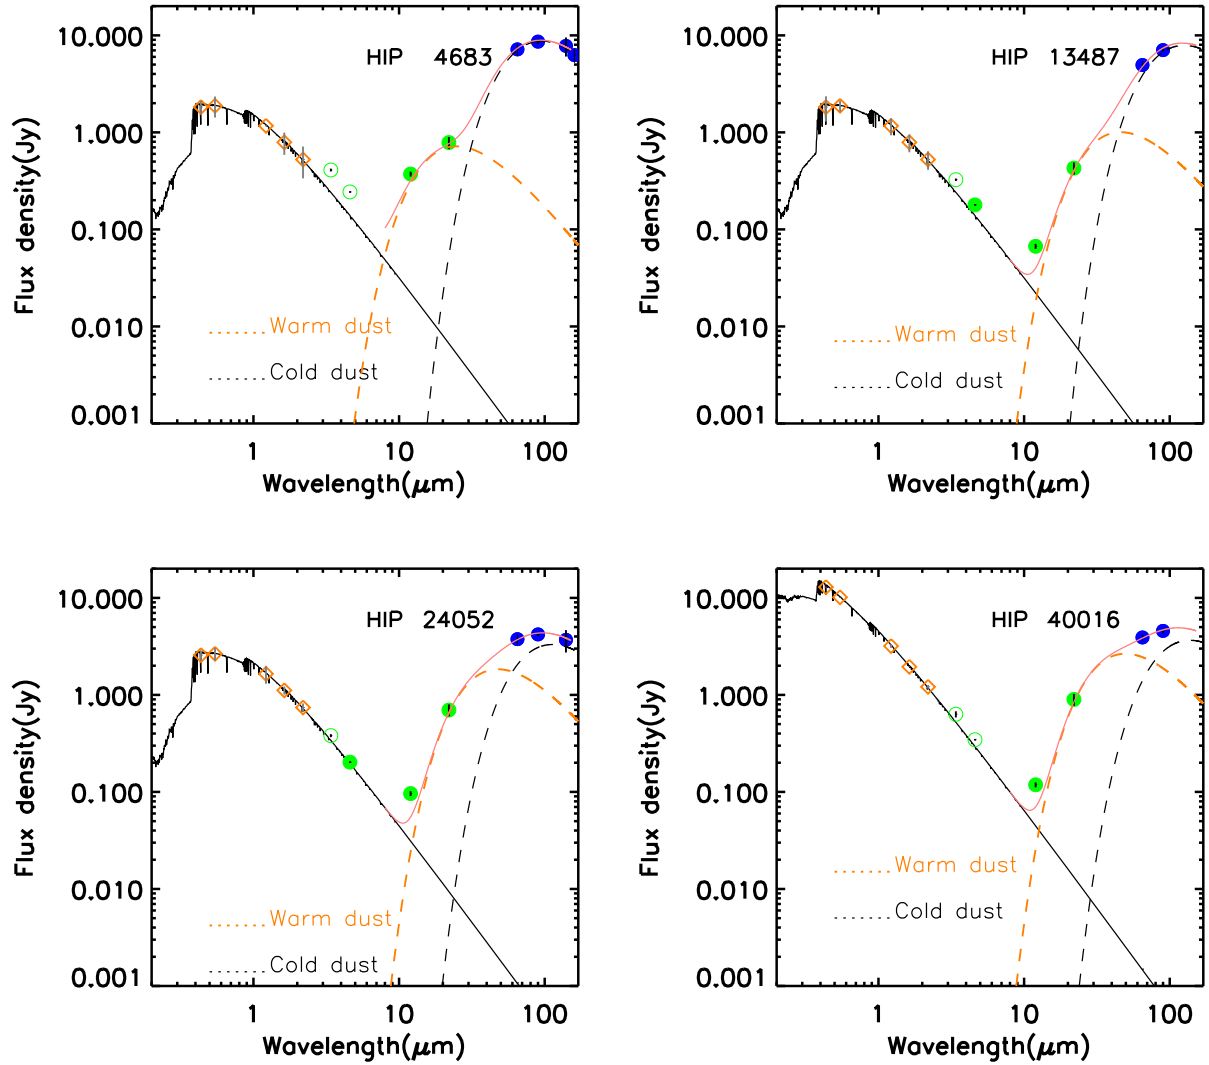 HIP 4683
10.000
1.000
0.100
0.010
0.001
Flux density(Jy)
Warm dust
Cold dust
1 10 100
Wavelength(μm)
HIP 13487
10.000
1.000
0.100
0.010
0.001
Flux density(Jy)
Warm dust
Cold dust
1 10 100
Wavelength(μm)
HIP 24052
10.000
1.000
0.100
0.010
0.001
Flux density(Jy)
Warm dust
Cold dust
1 10 100
Wavelength(μm)
HIP 40016
10.000
1.000
0.100
0.010
0.001
Flux density(Jy)
Warm dust
Cold dust
1 10 100
Wavelength(μm)